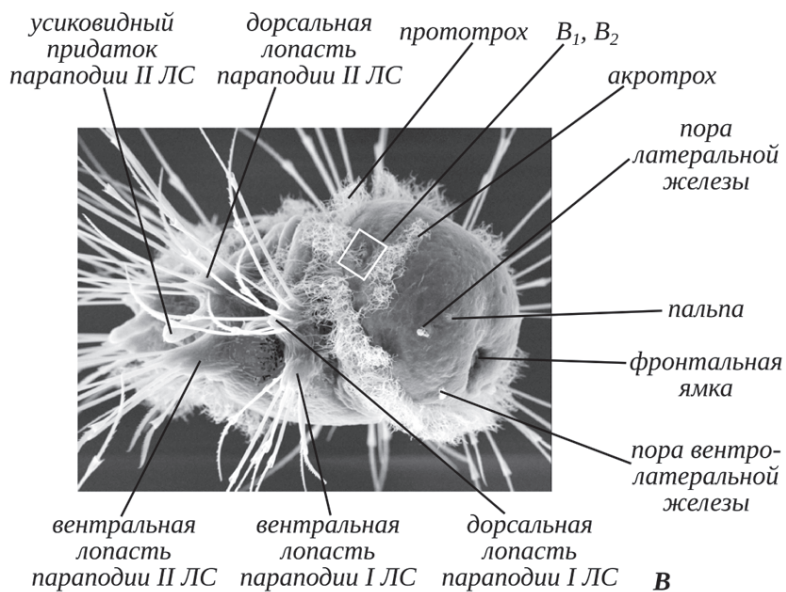 усиковидный
придаток
параподии II ЛС
дорсальная
лопасть
параподии II ЛС
прототрох
B₁, B₂
акротрох
пора
латеральной
железы
пальпа
фронтальная
ямка
пора вентро-
латеральной
железы
вентральная
лопасть
параподии II ЛС
вентральная
лопасть
параподии I ЛС
дорсальная
лопасть
параподии I ЛС
В